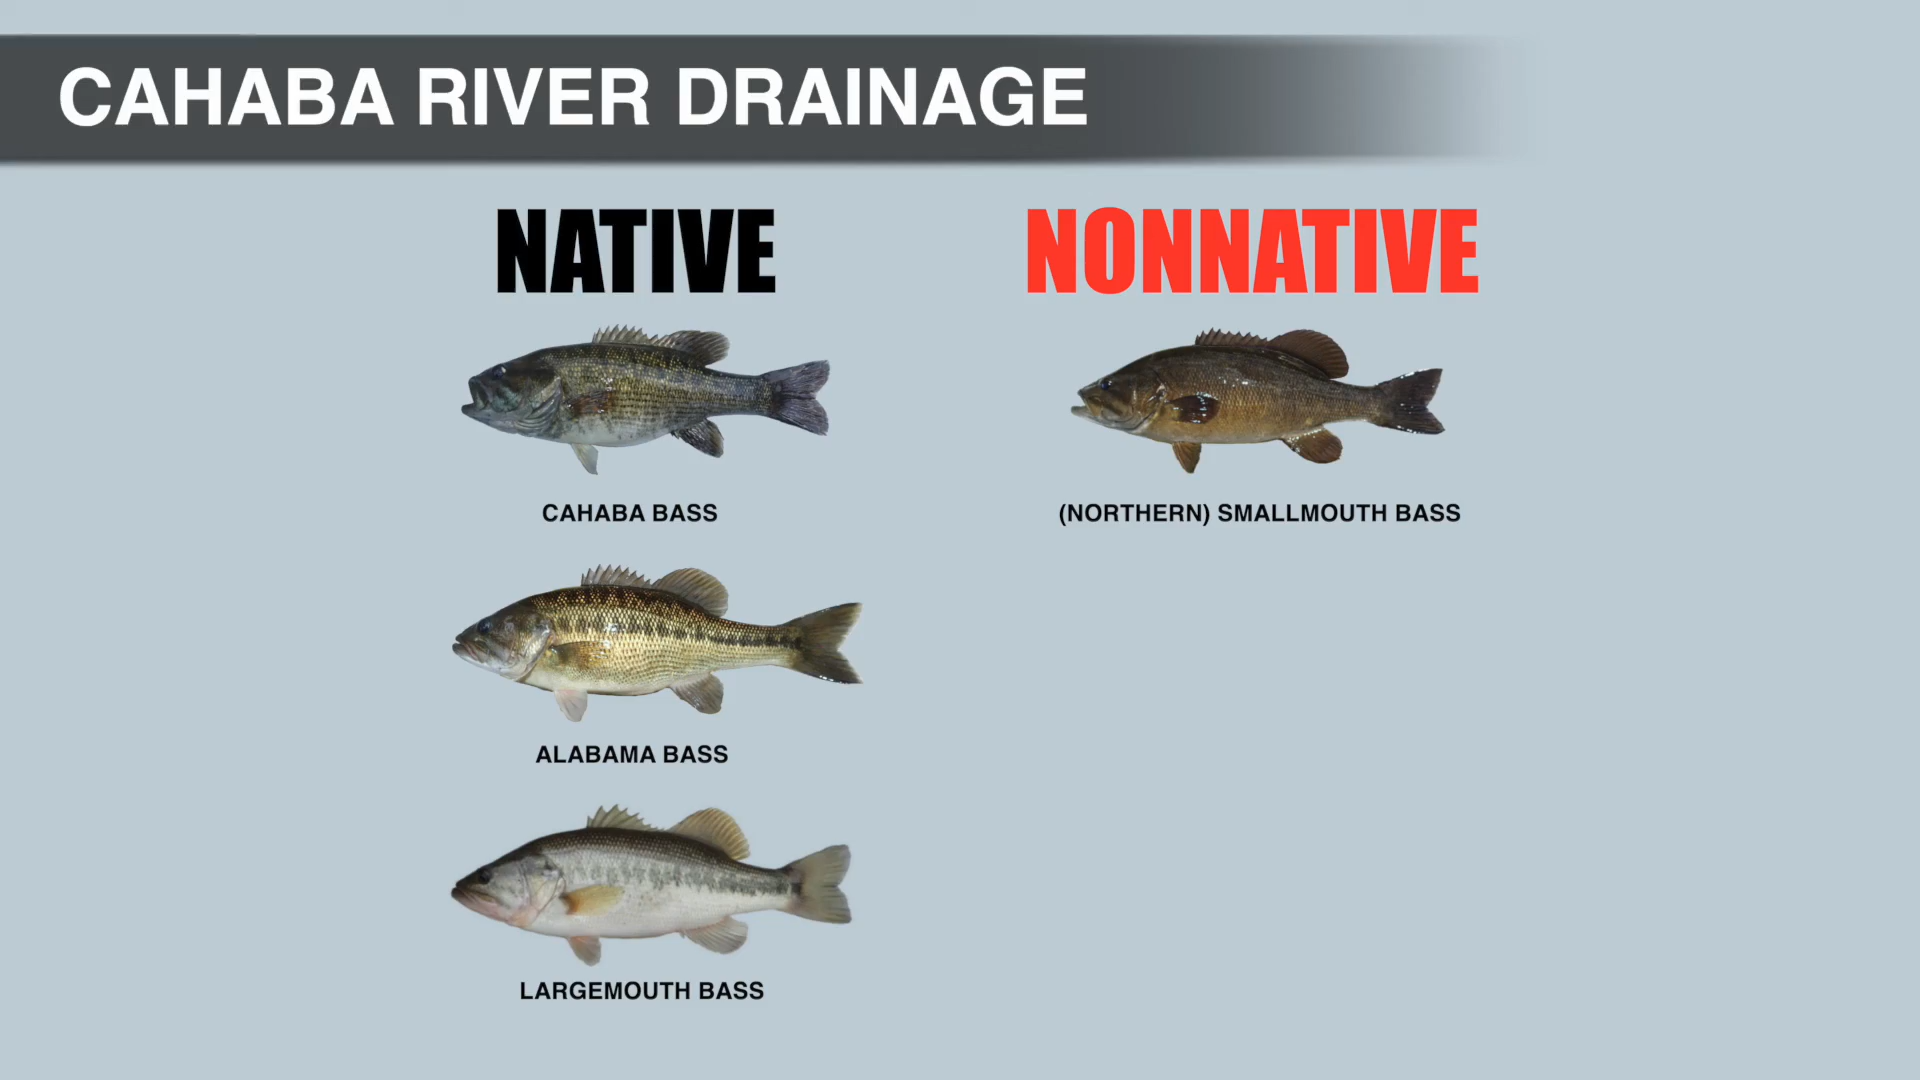 CAHABA RIVER DRAINAGE
NATIVE
CAHABA BASS
ALABAMA BASS
LARGEMOUTH BASS
NONNATIVE
(NORTHERN) SMALLMOUTH BASS